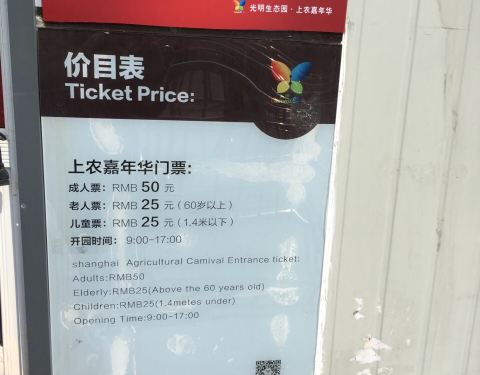 光明生态园·上农嘉年华
价目表
Ticket Price:
上农嘉年华门票:
成人票: RMB 50 元
老人票: RMB 25 元(60岁以上)
儿童票: RMB 25 元(1.4米以下)
开园时间: 9:00-17:00
shanghai Agricultural Camival Entrance ticket:
Adults:RMB50
Elderly:RMB25(Above the 60 years old)
Children:RMB25(1.4metes under)
Opening Time:9:00-17:00